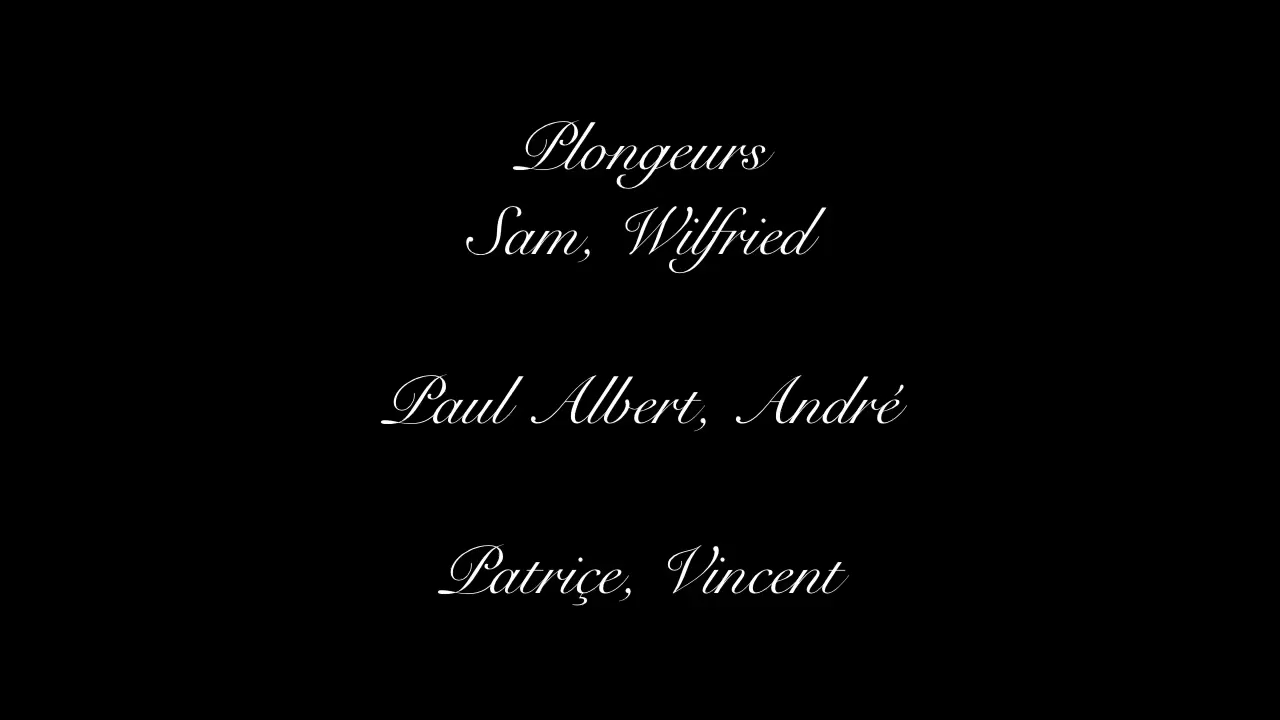 Plongeurs
Sam, Wilfried
Paul Albert, André
Patriçe, Vincent